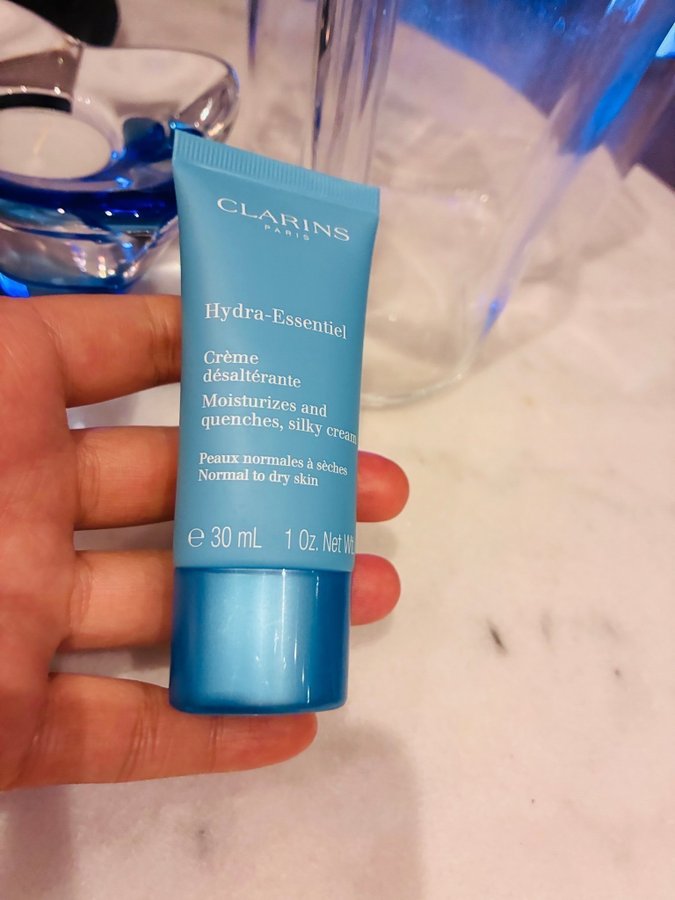 CLARINS
PARIS
Hydra-Essentiel
Crème
désaltérante
Moisturizes and
quenches, silky cream
Peaux normales à sèches
Normal to dry skin
℮ 30 mL 1 Oz. Net Wt.